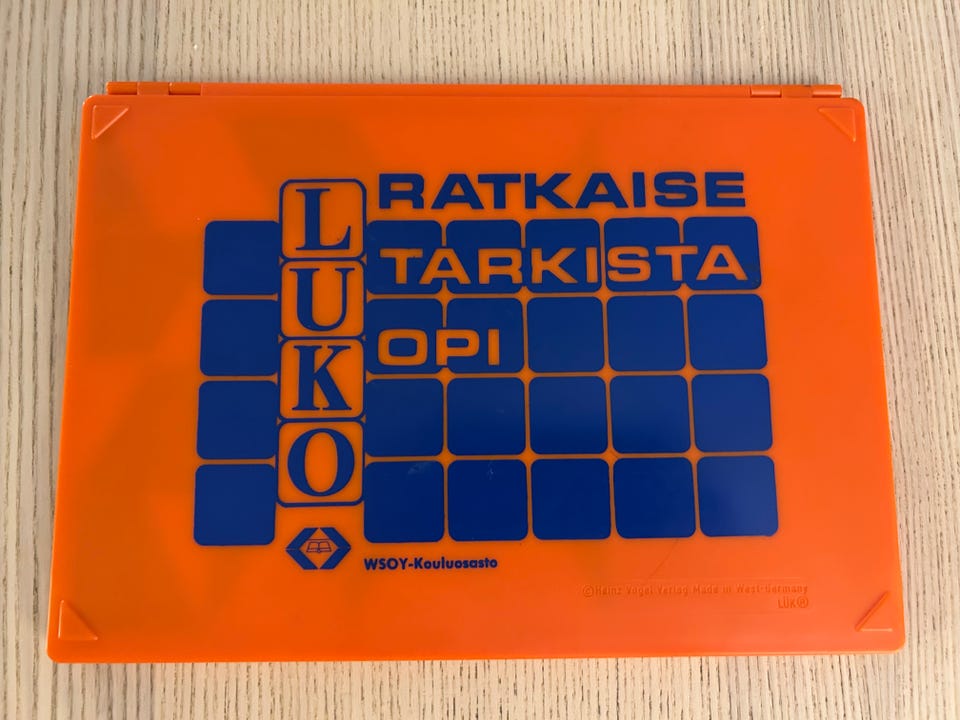 LUKO
RATKAISE
TARKISTA
OPI
WSOY-Kouluosasto
©Heinz Vogel Verlag Made in West-Germany
LÜK®